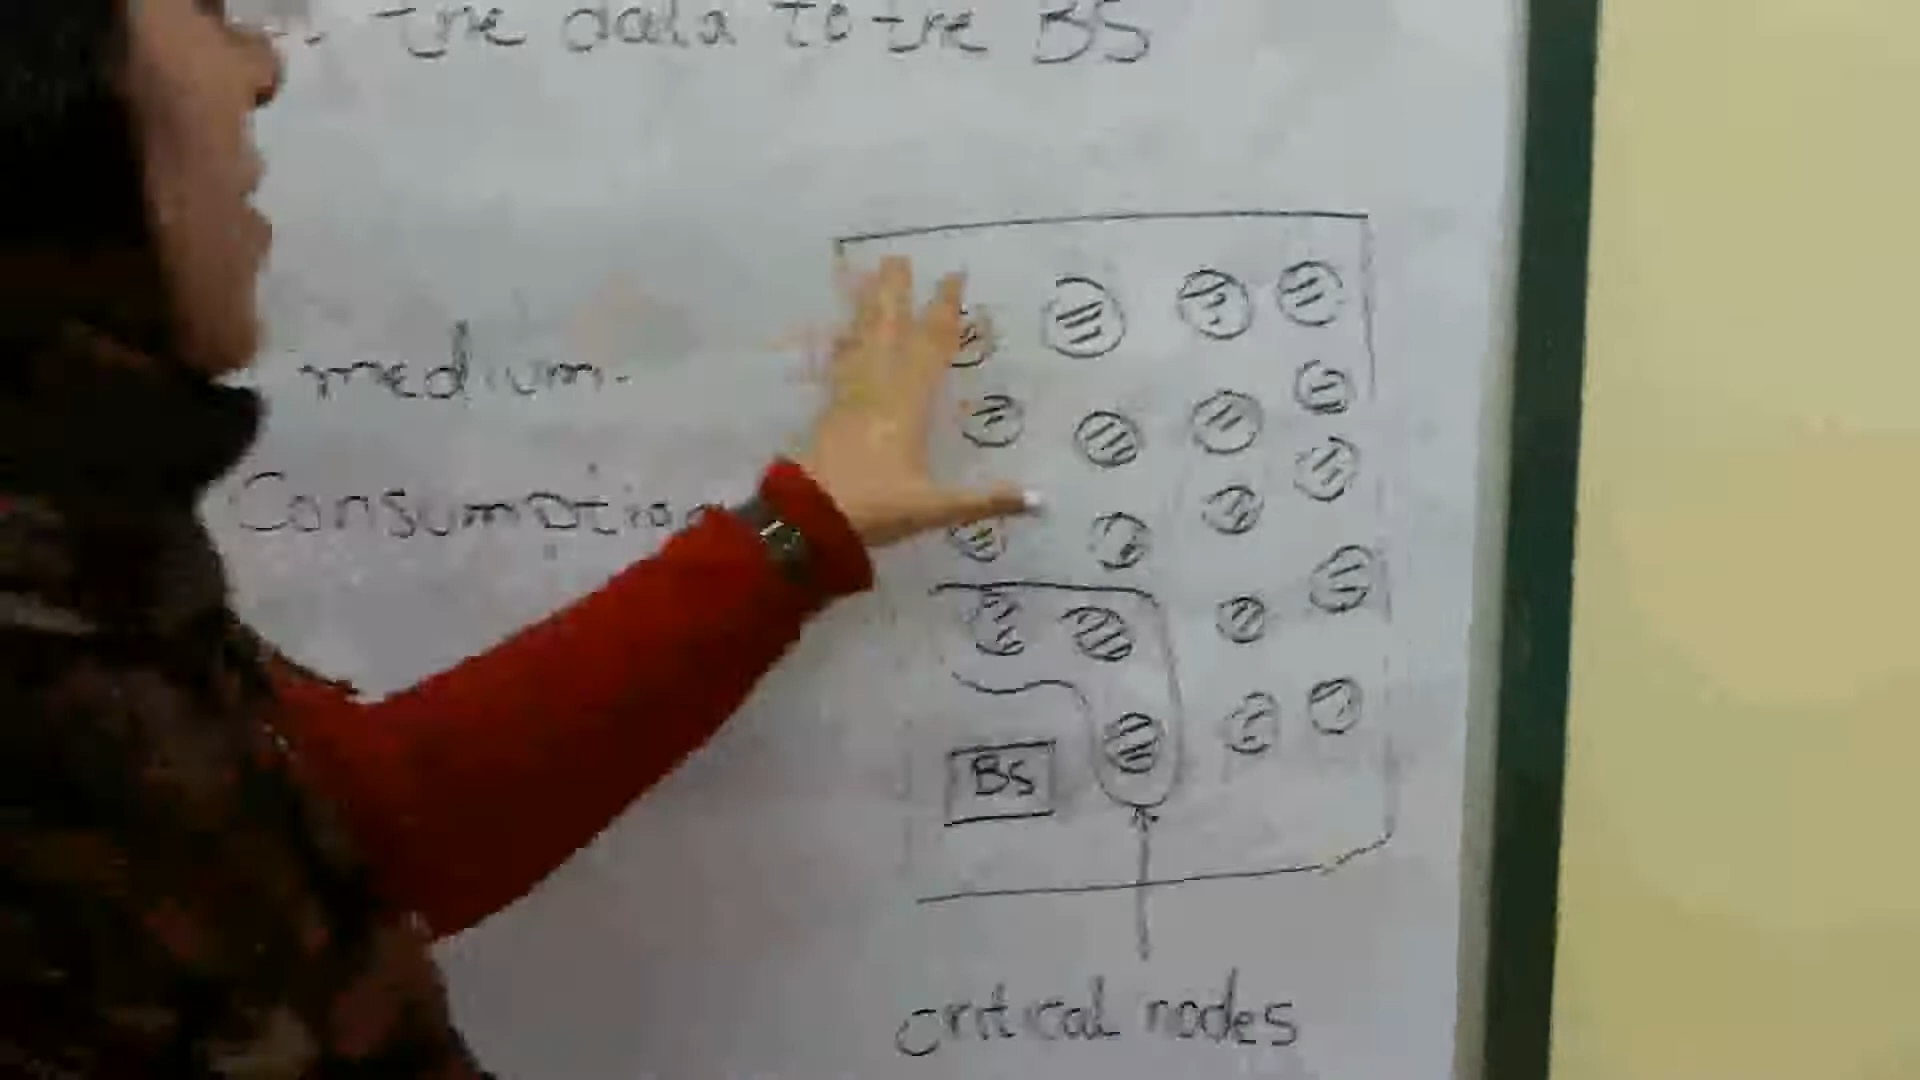 the data to the BS
medium.
Consumption
BS
critical nodes